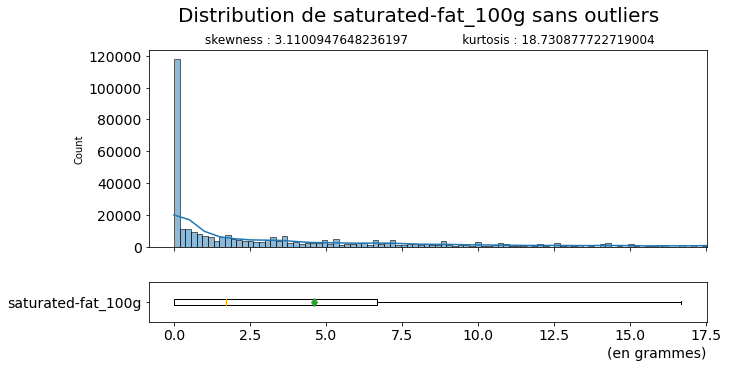 Distribution de saturated-fat_100g sans outliers
skewness : 3.1100947648236197 kurtosis : 18.730877722719004
120000
100000
80000
60000
40000
20000
0
Count
saturated-fat_100g
0.0 2.5 5.0 7.5 10.0 12.5 15.0 17.5
(en grammes)